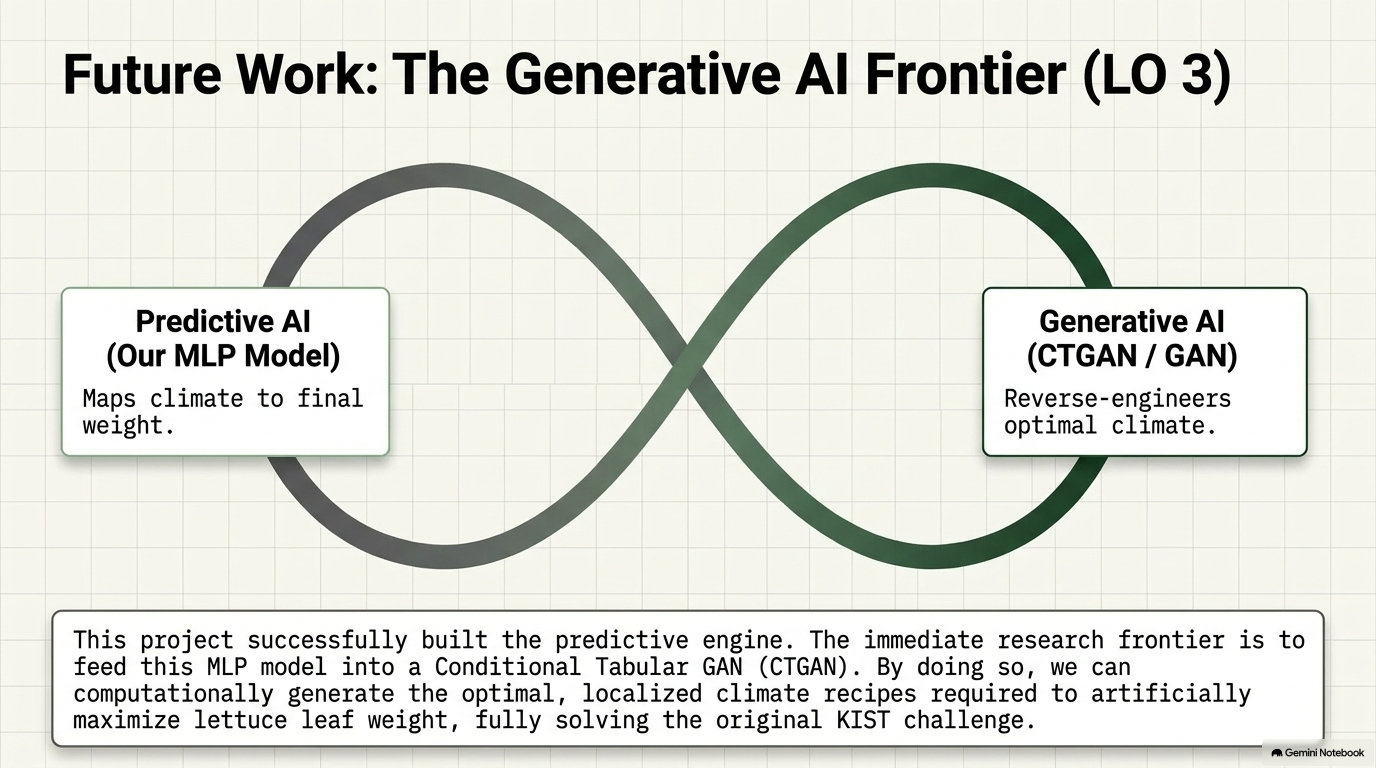 Future Work: The Generative AI Frontier (LO 3)
Predictive AI
(Our MLP Model)
Maps climate to final
weight.
Generative AI
(CTGAN / GAN)
Reverse-engineers
optimal climate.
This project successfully built the predictive engine. The immediate research frontier is to
feed this MLP model into a Conditional Tabular GAN (CTGAN). By doing so, we can
computationally generate the optimal, localized climate recipes required to artificially
maximize lettuce leaf weight, fully solving the original KIST challenge.
Gemini Notebook